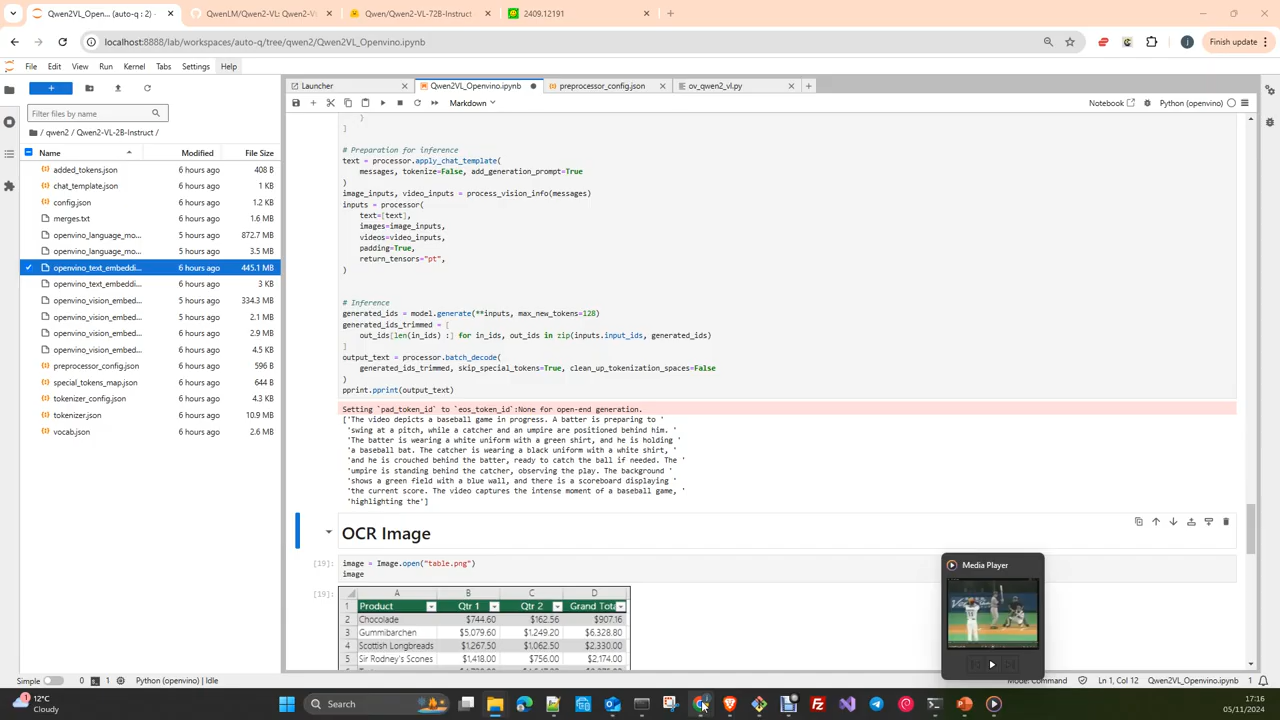 Qwen2VL_Open... (auto-q : 2)
QwenLM/Qwen2-VL: Qwen2-V
Qwen/Qwen2-VL-72B-Instruct
2409.12191
localhost:8888/lab/workspaces/auto-q/tree/qwen2/Qwen2VL_Openvino.ipynb
Finish update
File Edit View Run Kernel Tabs Settings Help
Launcher
Qwen2VL_Openvino.ipynb
preprocessor_config.json
ov_qwen2_vl.py
Markdown
Notebook
Python (openvino)
Filter files by name
/ qwen2 / Qwen2-VL-2B-Instruct /
Name Modified File Size
added_tokens.json 6 hours ago 408 B
chat_template.json 6 hours ago 1 KB
config.json 6 hours ago 1.2 KB
merges.txt 6 hours ago 1.6 MB
openvino_language_mo... 5 hours ago 872.7 MB
openvino_language_mo... 5 hours ago 3.5 MB
openvino_text_embeddi... 6 hours ago 445.1 MB
openvino_text_embeddi... 6 hours ago 3 KB
openvino_vision_embed... 5 hours ago 334.3 MB
openvino_vision_embed... 5 hours ago 2.1 MB
openvino_vision_embed... 6 hours ago 2.9 MB
openvino_vision_embed... 6 hours ago 4.5 KB
preprocessor_config.json 6 hours ago 596 B
special_tokens_map.json 6 hours ago 644 B
tokenizer_config.json 6 hours ago 4.3 KB
tokenizer.json 6 hours ago 10.9 MB
vocab.json 6 hours ago 2.6 MB
}
]
# Preparation for inference
text = processor.apply_chat_template(
messages, tokenize=False, add_generation_prompt=True
)
image_inputs, video_inputs = process_vision_info(messages)
inputs = processor(
text=[text],
images=image_inputs,
videos=video_inputs,
padding=True,
return_tensors="pt",
)
# Inference
generated_ids = model.generate(**inputs, max_new_tokens=128)
generated_ids_trimmed = [
out_ids[len(in_ids) :] for in_ids, out_ids in zip(inputs.input_ids, generated_ids)
]
output_text = processor.batch_decode(
generated_ids_trimmed, skip_special_tokens=True, clean_up_tokenization_spaces=False
)
pprint.pprint(output_text)
Setting `pad_token_id` to `eos_token_id`:None for open-end generation.
['The video depicts a baseball game in progress. A batter is preparing to '
'swing at a pitch, while a catcher and an umpire are positioned behind him. '
'The batter is wearing a white uniform with a green shirt, and he is holding '
'a baseball bat. The catcher is wearing a black uniform with a white shirt, '
'and he is crouched behind the batter, ready to catch the ball if needed. The '
'umpire is standing behind the catcher, observing the play. The background '
'shows a green field with a blue wall, and there is a scoreboard displaying '
'the current score. The video captures the intense moment of a baseball game, '
'highlighting the']
OCR Image
[19]: image = Image.open("table.png")
image
[19]:
A B C D
1 Product Qtr 1 Qtr 2 Grand Tota
2 Chocolade $744.60 $162.56 $907.16
3 Gummibarchen $5,079.60 $1,249.20 $6,328.80
4 Scottish Longbreads $1,267.50 $1,062.50 $2,330.00
5 Sir Rodney's Scones $1,418.00 $756.00 $2,174.00
Media Player
Simple 0 1 Python (openvino) | Idle
Mode: Command Ln 1, Col 12 Qwen2VL_Openvino.ipynb 1
12°C
Cloudy
Search
17:16
05/11/2024